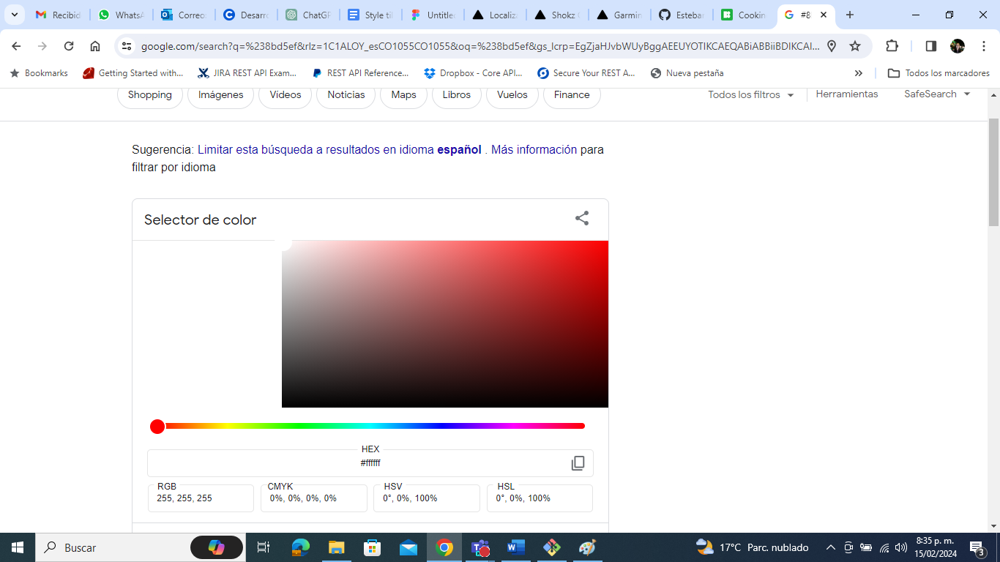 Recibid
WhatsA
Correo
Desarro
ChatGP
Style til
Untitled
Localiza
Shokz
Garmin
Esteba
Cookin
#8
google.com/search?q=%238bd5ef&rlz=1C1ALOY_esCO1055CO1055&oq=%238bd5ef&gs_lcrp=EgZjaHJvbWUyBggAEEUYOTIKCAEQABiABBiiBDIKCAI...
Bookmarks
Getting Started with...
JIRA REST API Exam...
REST API Reference...
Dropbox - Core API...
Secure Your REST A...
Nueva pestaña
Todos los marcadores
Shopping
Imágenes
Vídeos
Noticias
Maps
Libros
Vuelos
Finance
Todos los filtros
Herramientas
SafeSearch
Sugerencia: Limitar esta búsqueda a resultados en idioma español . Más información para
filtrar por idioma
Selector de color
HEX
#ffffff
RGB
255, 255, 255
CMYK
0%, 0%, 0%, 0%
HSV
0°, 0%, 100%
HSL
0°, 0%, 100%
Buscar
17°C Parc. nublado
8:35 p. m.
15/02/2024
3